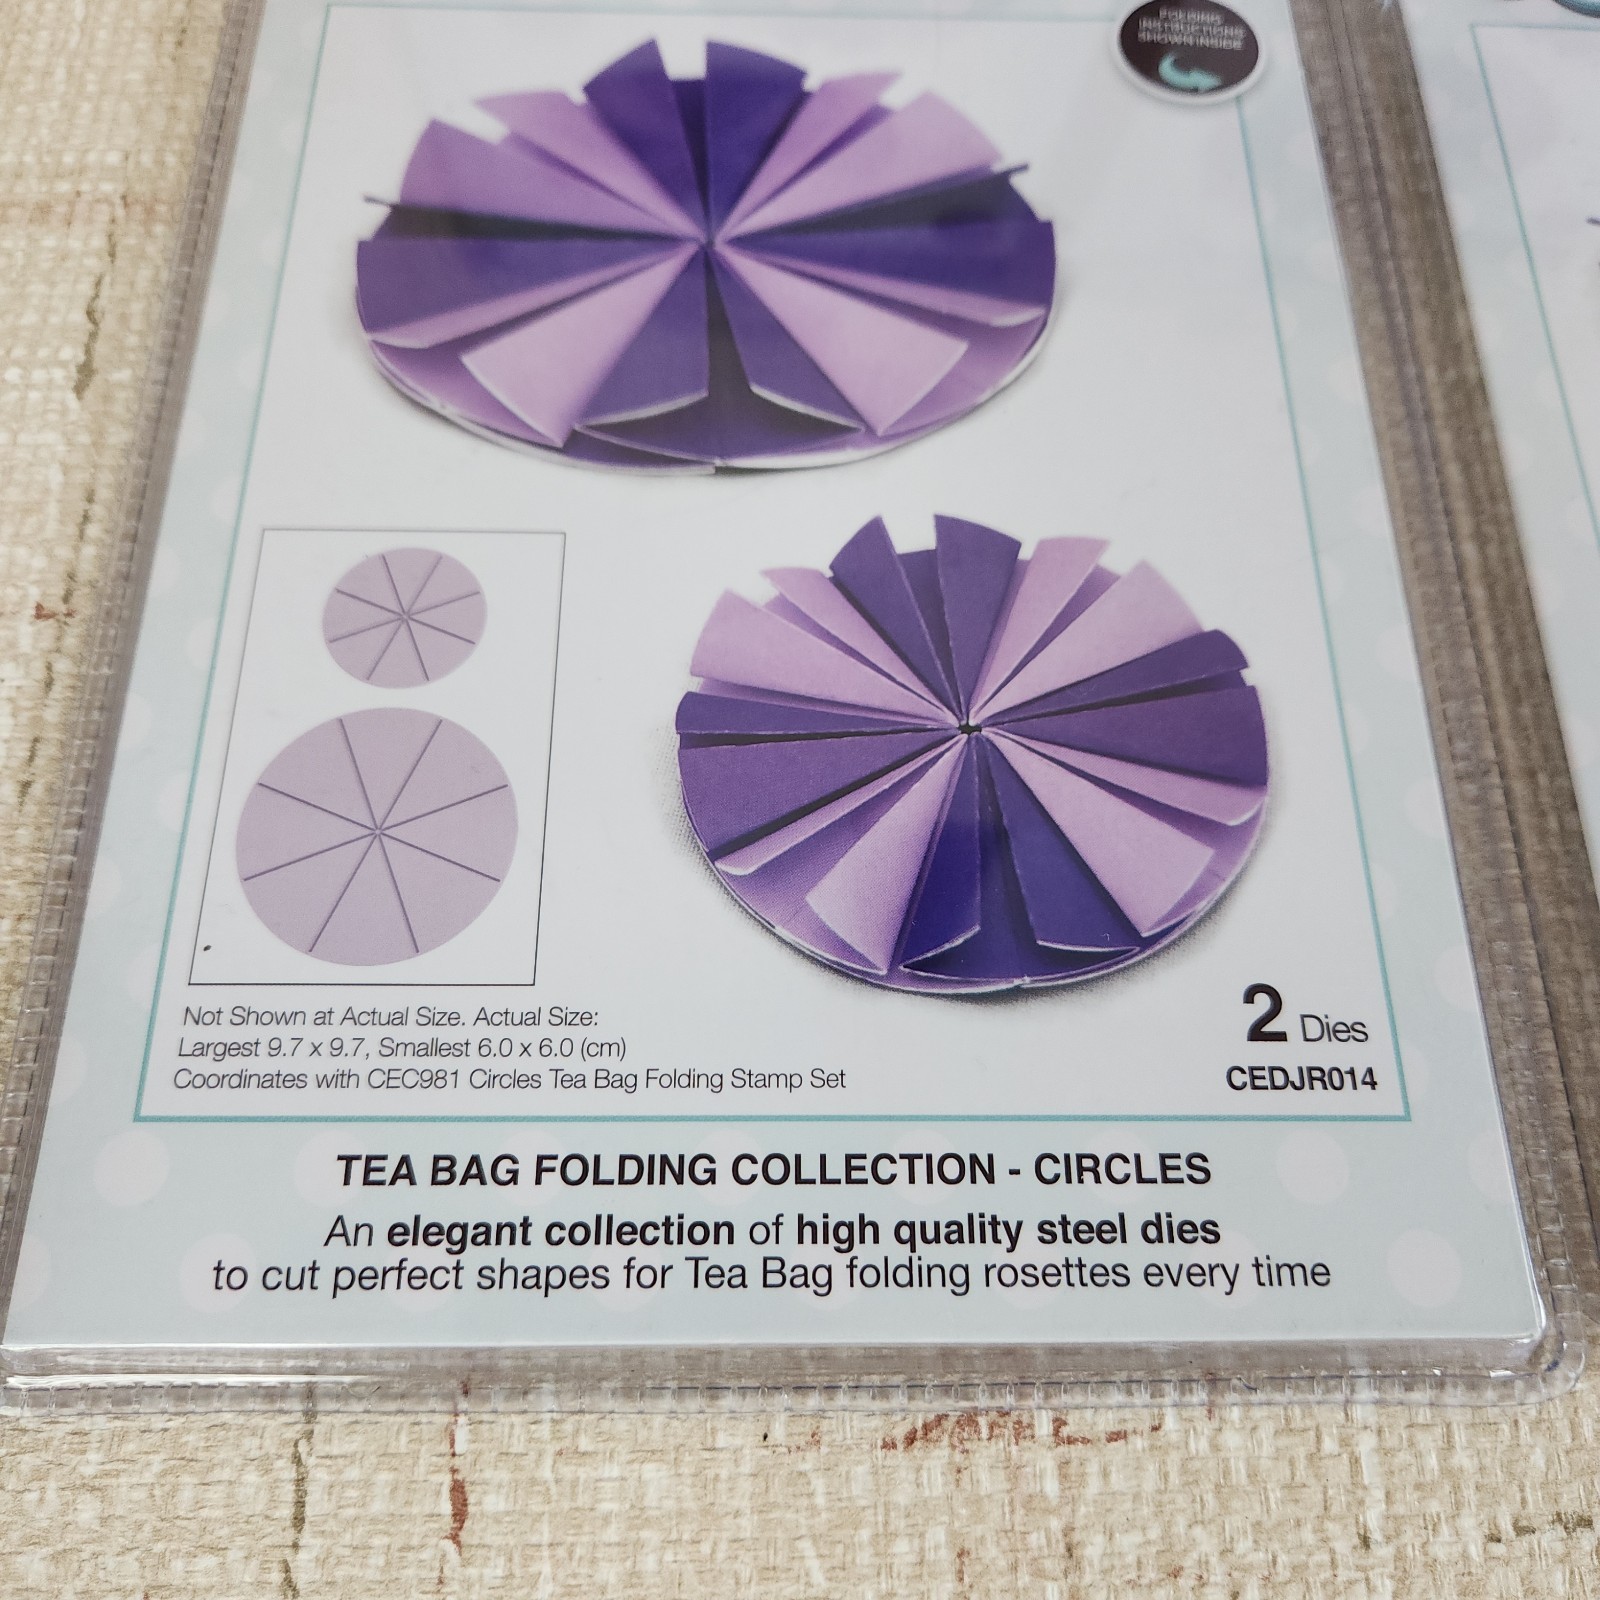 FOLDING
INSTRUCTIONS
SHOWN INSIDE
Not Shown at Actual Size. Actual Size:
Largest 9.7 x 9.7, Smallest 6.0 x 6.0 (cm)
Coordinates with CEC981 Circles Tea Bag Folding Stamp Set
2 Dies
CEDJR014
TEA BAG FOLDING COLLECTION - CIRCLES
An elegant collection of high quality steel dies
to cut perfect shapes for Tea Bag folding rosettes every time